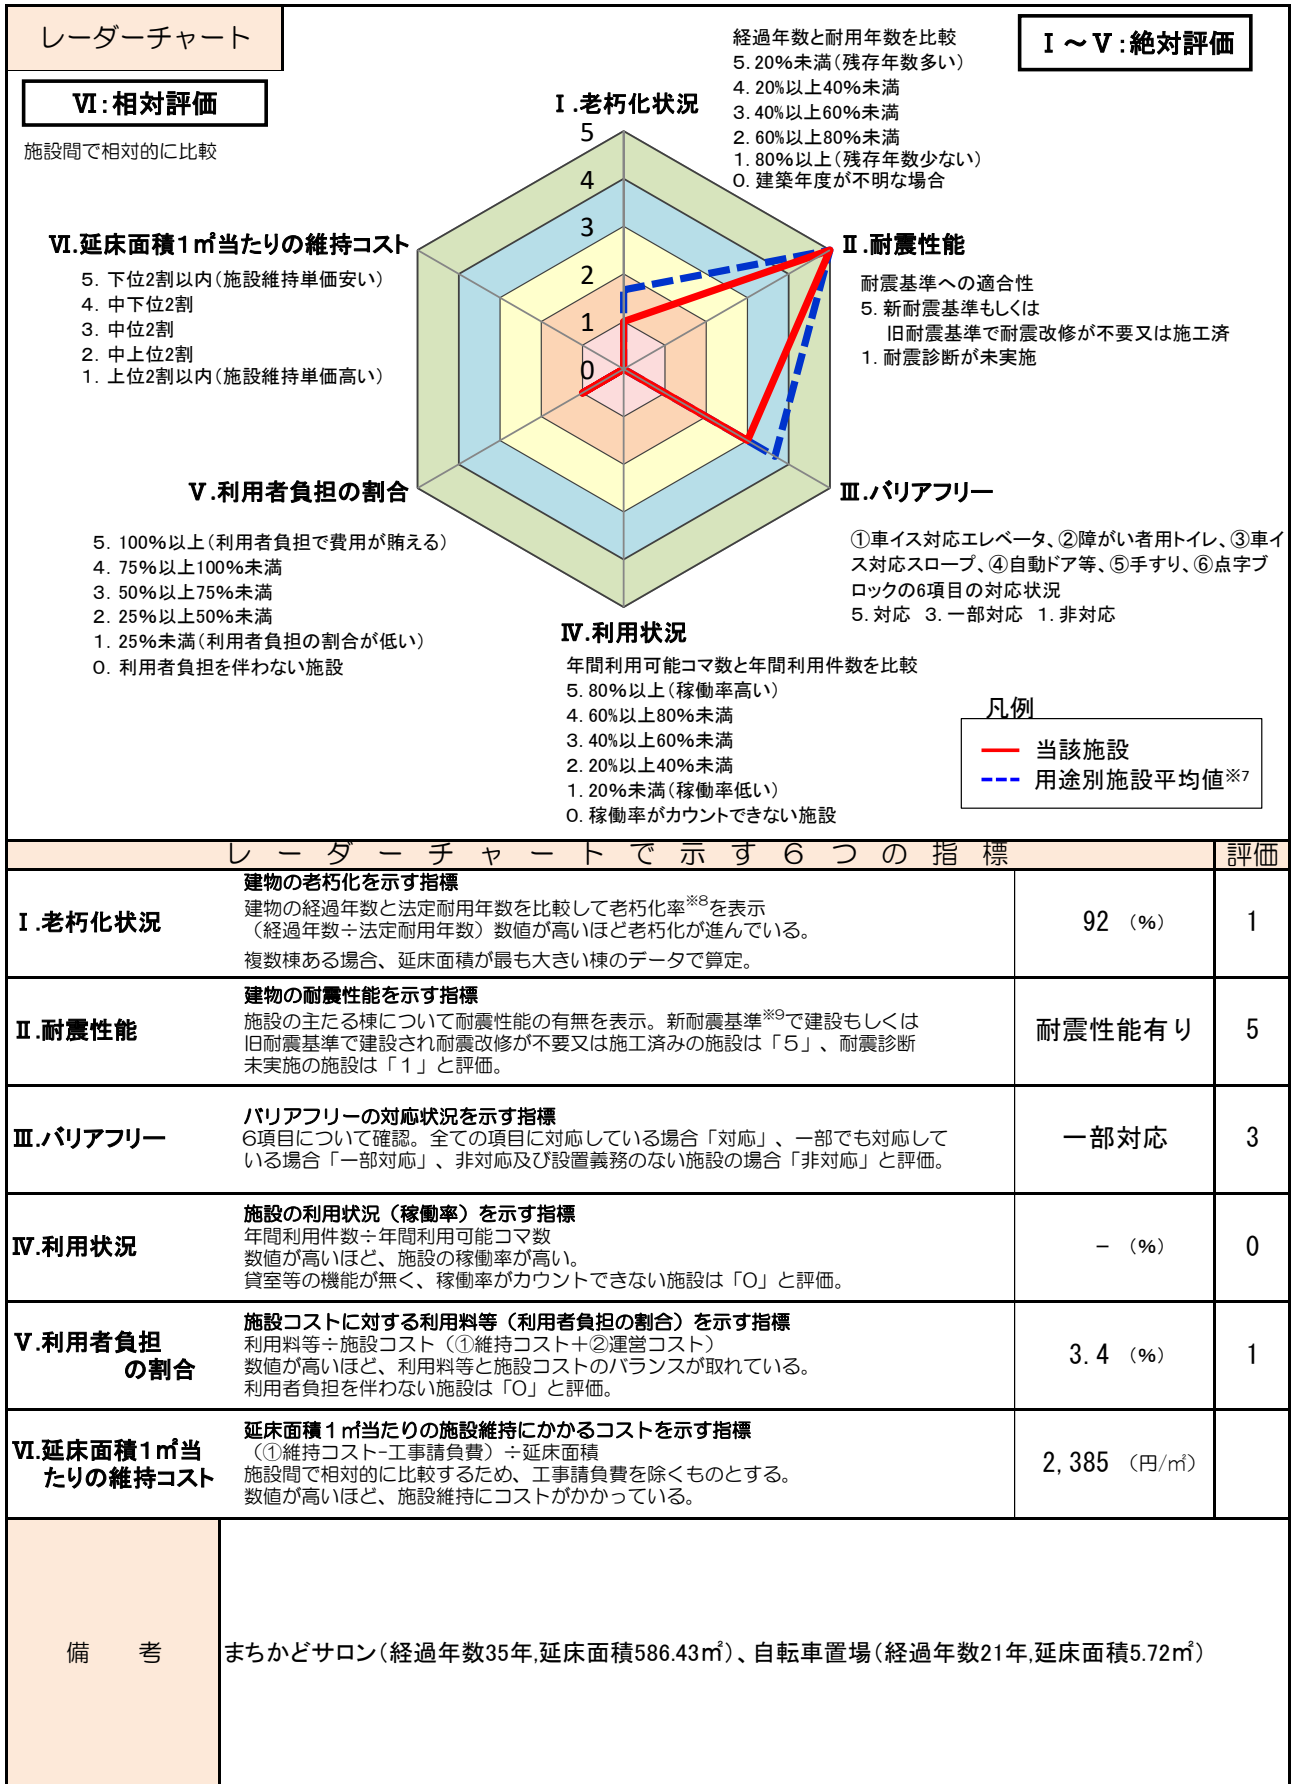 レーダーチャート
Ⅰ～Ⅴ:絶対評価
Ⅵ:相対評価
施設間で相対的に比較
Ⅰ.老朽化状況
経過年数と耐用年数を比較
5.20%未満(残存年数多い)
4.20%以上40%未満
3.40%以上60%未満
2.60%以上80%未満
1.80%以上(残存年数少ない)
0.建築年度が不明な場合
5
4
3
2
1
0
Ⅱ.耐震性能
耐震基準への適合性
5.新耐震基準もしくは
旧耐震基準で耐震改修が不要又は施工済
1.耐震診断が未実施
Ⅵ.延床面積1㎡当たりの維持コスト
5.下位2割以内(施設維持単価安い)
4.中下位2割
3.中位2割
2.中上位2割
1.上位2割以内(施設維持単価高い)
Ⅲ.バリアフリー
①車イス対応エレベータ、②障がい者用トイレ、③車イ
ス対応スロープ、④自動ドア等、⑤手すり、⑥点字ブ
ロックの6項目の対応状況
5.対応 3.一部対応 1.非対応
Ⅴ.利用者負担の割合
5.100%以上(利用者負担で費用が賄える)
4.75%以上100%未満
3.50%以上75%未満
2.25%以上50%未満
1.25%未満(利用者負担の割合が低い)
0.利用者負担を伴わない施設
Ⅳ.利用状況
年間利用可能コマ数と年間利用件数を比較
5.80%以上(稼働率高い)
4.60%以上80%未満
3.40%以上60%未満
2.20%以上40%未満
1.20%未満(稼働率低い)
0.稼働率がカウントできない施設
凡例
当該施設
用途別施設平均値※7
レーダーチャートで示す6つの指標 評価
Ⅰ.老朽化状況
建物の老朽化を示す指標
建物の経過年数と法定耐用年数を比較して老朽化率※8を表示
(経過年数÷法定耐用年数)数値が高いほど老朽化が進んでいる。
複数棟ある場合、延床面積が最も大きい棟のデータで算定。
92 (%) 1
Ⅱ.耐震性能
建物の耐震性能を示す指標
施設の主たる棟について耐震性能の有無を表示。新耐震基準※9で建設もしくは
旧耐震基準で建設され耐震改修が不要又は施工済みの施設は「5」、耐震診断
未実施の施設は「1」と評価。
耐震性能有り 5
Ⅲ.バリアフリー
バリアフリーの対応状況を示す指標
6項目について確認。全ての項目に対応している場合「対応」、一部でも対応して
いる場合「一部対応」、非対応及び設置義務のない施設の場合「非対応」と評価。
一部対応 3
Ⅳ.利用状況
施設の利用状況(稼働率)を示す指標
年間利用件数÷年間利用可能コマ数
数値が高いほど、施設の稼働率が高い。
貸室等の機能が無く、稼働率がカウントできない施設は「0」と評価。
- (%) 0
Ⅴ.利用者負担
の割合
施設コストに対する利用料等(利用者負担の割合)を示す指標
利用料等÷施設コスト(①維持コスト+②運営コスト)
数値が高いほど、利用料等と施設コストのバランスが取れている。
利用者負担を伴わない施設は「0」と評価。
3.4 (%) 1
Ⅵ.延床面積1㎡当
たりの維持コスト
延床面積1㎡当たりの施設維持にかかるコストを示す指標
(①維持コスト-工事請負費)÷延床面積
施設間で相対的に比較するため、工事請負費を除くものとする。
数値が高いほど、施設維持にコストがかかっている。
2,385 (円/㎡)
備 考
まちかどサロン(経過年数35年,延床面積586.43㎡)、自転車置場(経過年数21年,延床面積5.72㎡)